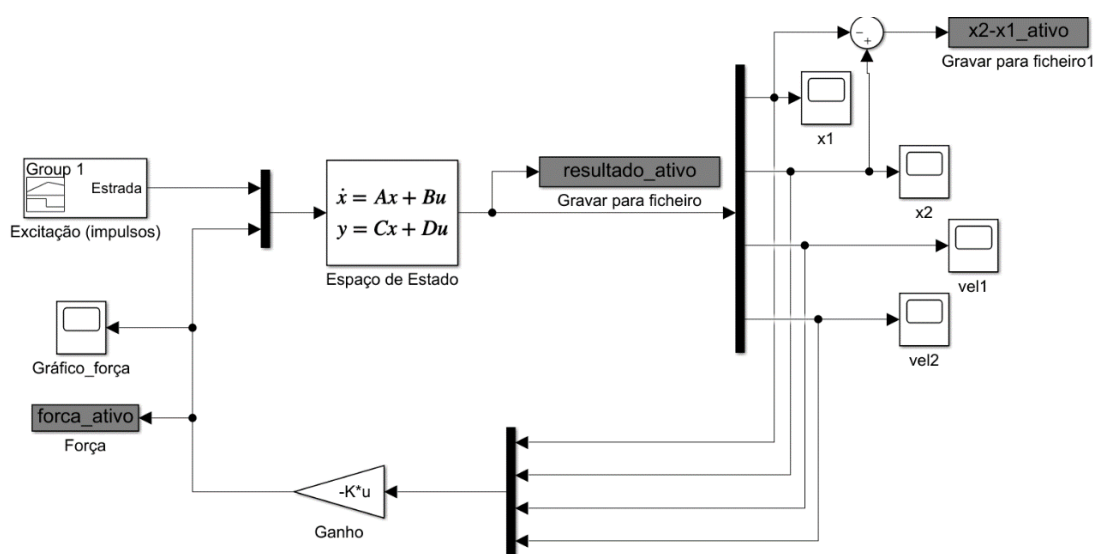 x2-x1_ativo
Gravar para ficheiro1
x1
Group 1
Estrada
Excitação (impulsos)
ẋ = Ax + Bu
y = Cx + Du
Espaço de Estado
resultado_ativo
Gravar para ficheiro
x2
vel1
vel2
Gráfico_força
forca_ativo
Força
-K*u
Ganho